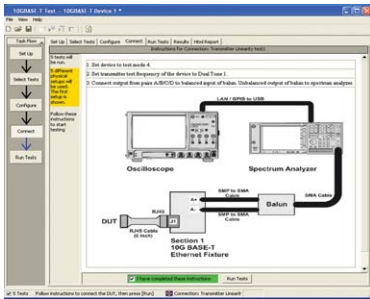 10GBASE-T Test - 10GBASE-T Device 1 *
File View Help
Task Flow
Set Up
Select Tests
Configure
Connect
Run Tests
Set Up Select Tests Configure Connect Run Tests Results Html Report
Instructions for Connection: Transmitter Linearity test1
5 tests will
be run.
5 different
physical
setups will
be used.
The first
setup is
shown.
Follow these
instructions
to start
testing
1. Set device to test mode 4.
2. Set transmitter test frequency of the device to Dual Tone 1.
3. Connect output from pairs A/B/C/D to balanced input of balun. Unbalanced output of balun to spectrum analyzer.
LAN / GPIB to USB
Oscilloscope
Spectrum Analyzer
SMP to SMA
Cable
SMA Cable
A+
A-
Balun
SMP to SMA
Cable
DUT
RJ45
J1
RJ45 Cable
(6 inch)
Section 1
10G BASE-T
Ethernet Fixture
I have completed these instructions
Run Tests
5 Tests Follow instructions to connect the DUT, then press [Run] Connection: Transmitter Linearit